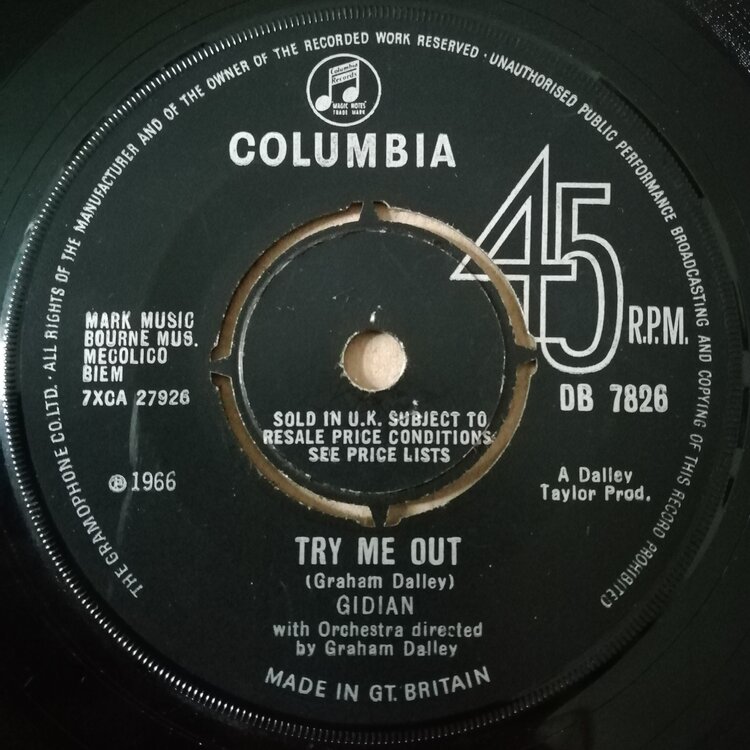 THE GRAMOPHONE CO. LTD. · ALL RIGHTS OF THE MANUFACTURER AND OF THE OWNER OF THE RECORDED WORK RESERVED · UNAUTHORISED PUBLIC PERFORMANCE BROADCASTING AND COPYING OF THIS RECORD PROHIBITED
Columbia
Records
MAGIC NOTES
TRADE MARK
COLUMBIA
45
R.P.M.
MARK MUSIC
BOURNE MUS.
MECOLICO
BIEM
7XCA 27926
DB 7826
SOLD IN U.K. SUBJECT TO
RESALE PRICE CONDITIONS
SEE PRICE LISTS
℗ 1966
A Dalley
Taylor Prod.
TRY ME OUT
(Graham Dalley)
GIDIAN
with Orchestra directed
by Graham Dalley
MADE IN GT. BRITAIN